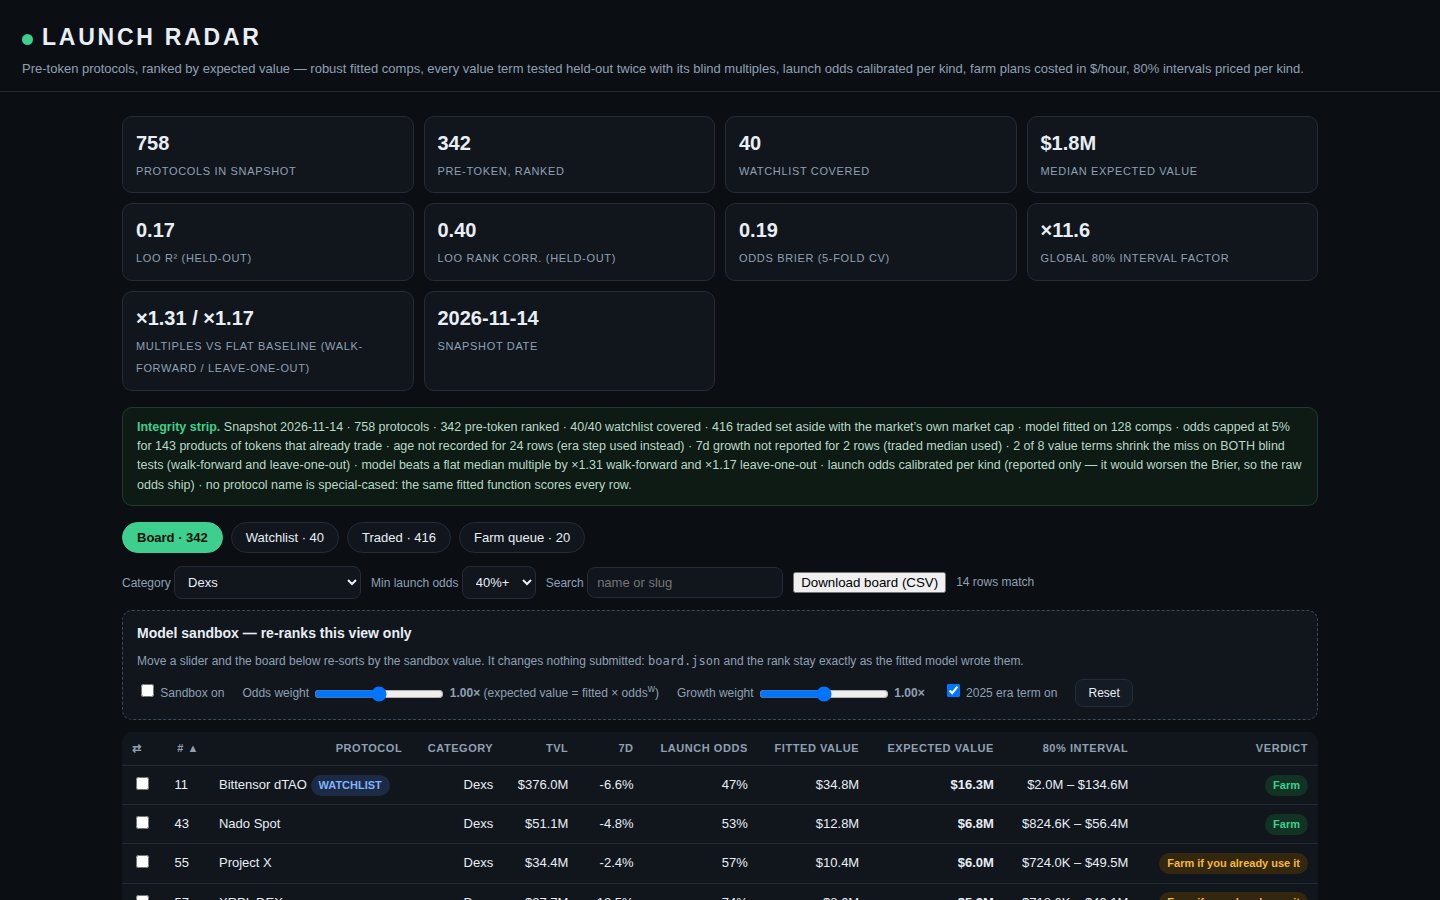 LAUNCH RADAR
Pre-token protocols, ranked by expected value — robust fitted comps, every value term tested held-out twice with its blind multiples, launch odds calibrated per kind, farm plans costed in $/hour, 80% intervals priced per kind.
758
PROTOCOLS IN SNAPSHOT
342
PRE-TOKEN, RANKED
40
WATCHLIST COVERED
$1.8M
MEDIAN EXPECTED VALUE
0.17
LOO R² (HELD-OUT)
0.40
LOO RANK CORR. (HELD-OUT)
0.19
ODDS BRIER (5-FOLD CV)
×11.6
GLOBAL 80% INTERVAL FACTOR
×1.31 / ×1.17
MULTIPLES VS FLAT BASELINE (WALK-
FORWARD / LEAVE-ONE-OUT)
2026-11-14
SNAPSHOT DATE
Integrity strip. Snapshot 2026-11-14 · 758 protocols · 342 pre-token ranked · 40/40 watchlist covered · 416 traded set aside with the market's own market cap · model fitted on 128 comps · odds capped at 5%
for 143 products of tokens that already trade · age not recorded for 24 rows (era step used instead) · 7d growth not reported for 2 rows (traded median used) · 2 of 8 value terms shrink the miss on BOTH blind
tests (walk-forward and leave-one-out) · model beats a flat median multiple by ×1.31 walk-forward and ×1.17 leave-one-out · launch odds calibrated per kind (reported only — it would worsen the Brier, so the raw
odds ship) · no protocol name is special-cased: the same fitted function scores every row.
Board · 342 Watchlist · 40 Traded · 416 Farm queue · 20
Category Dexs Min launch odds 40%+ Search name or slug Download board (CSV) 14 rows match
Model sandbox — re-ranks this view only
Move a slider and the board below re-sorts by the sandbox value. It changes nothing submitted: board.json and the rank stay exactly as the fitted model wrote them.
Sandbox on Odds weight 1.00× (expected value = fitted × oddsʷ) Growth weight 1.00× 2025 era term on Reset
⇄ # ▲ PROTOCOL CATEGORY TVL 7D LAUNCH ODDS FITTED VALUE EXPECTED VALUE 80% INTERVAL VERDICT
11 Bittensor dTAO WATCHLIST Dexs $376.0M -6.6% 47% $34.8M $16.3M $2.0M – $134.6M Farm
43 Nado Spot Dexs $51.1M -4.8% 53% $12.8M $6.8M $824.6K – $56.4M Farm
55 Project X Dexs $34.4M -2.4% 57% $10.4M $6.0M $724.0K – $49.5M Farm if you already use it